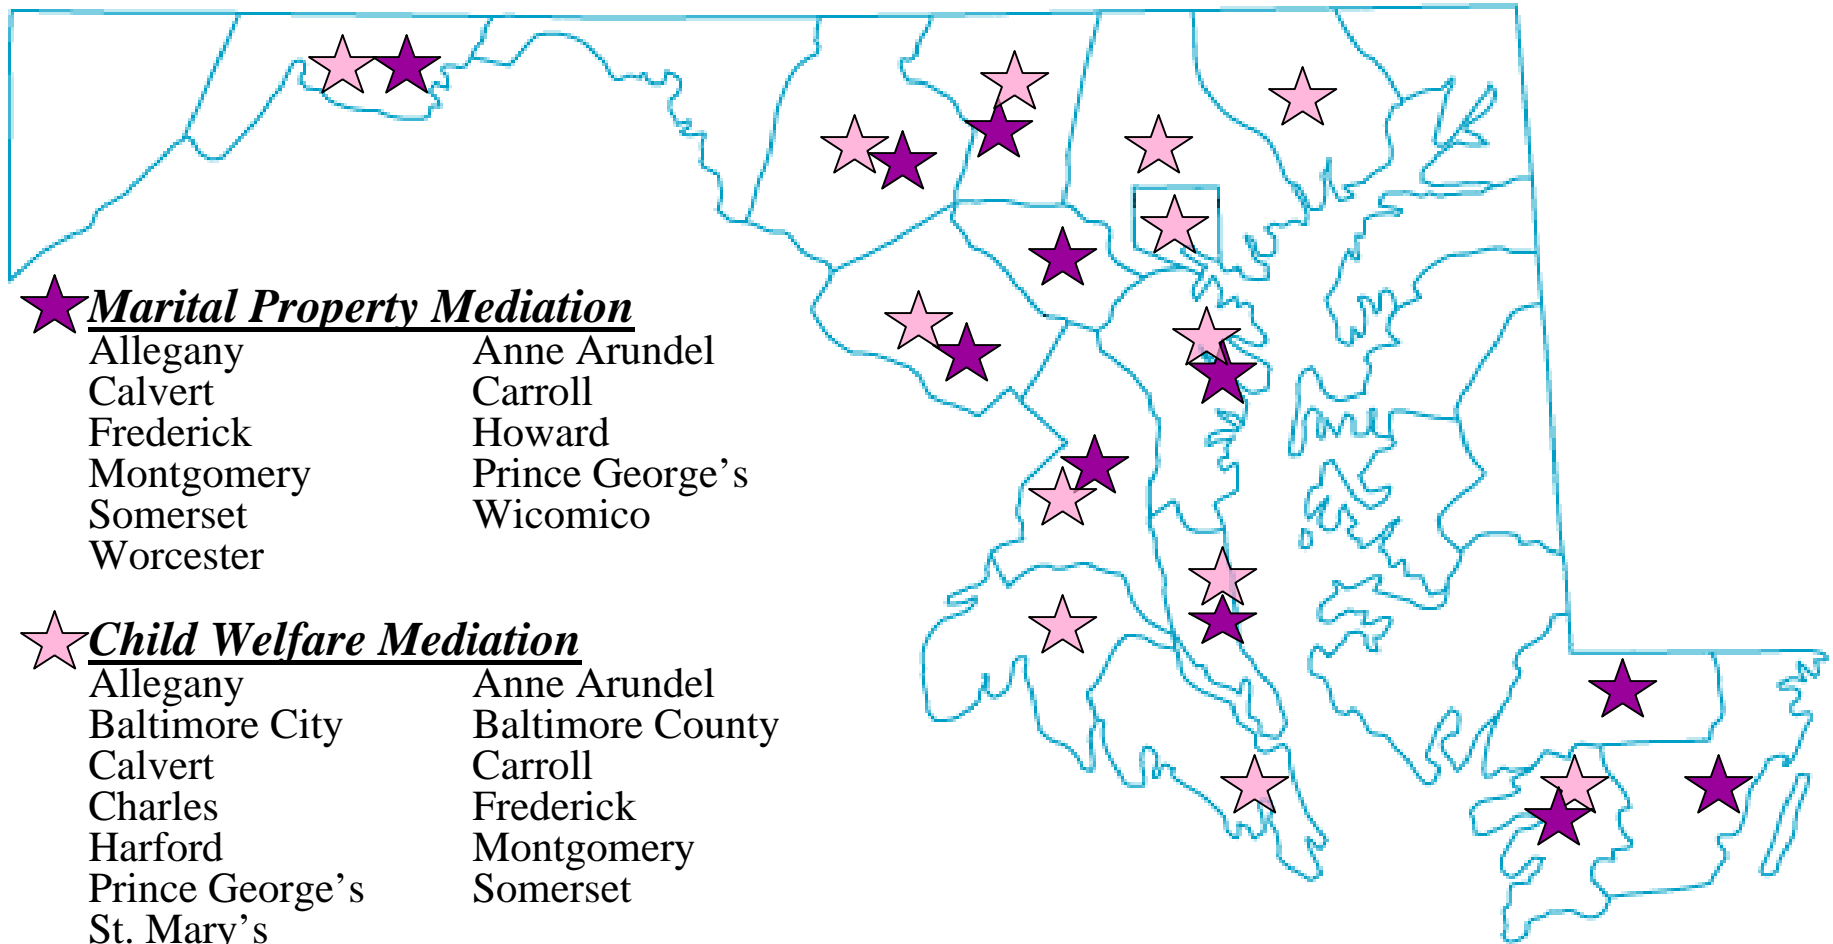 Marital Property Mediation
Allegany Anne Arundel
Calvert Carroll
Frederick Howard
Montgomery Prince George’s
Somerset Wicomico
Worcester
Child Welfare Mediation
Allegany Anne Arundel
Baltimore City Baltimore County
Calvert Carroll
Charles Frederick
Harford Montgomery
Prince George’s Somerset
St. Mary’s